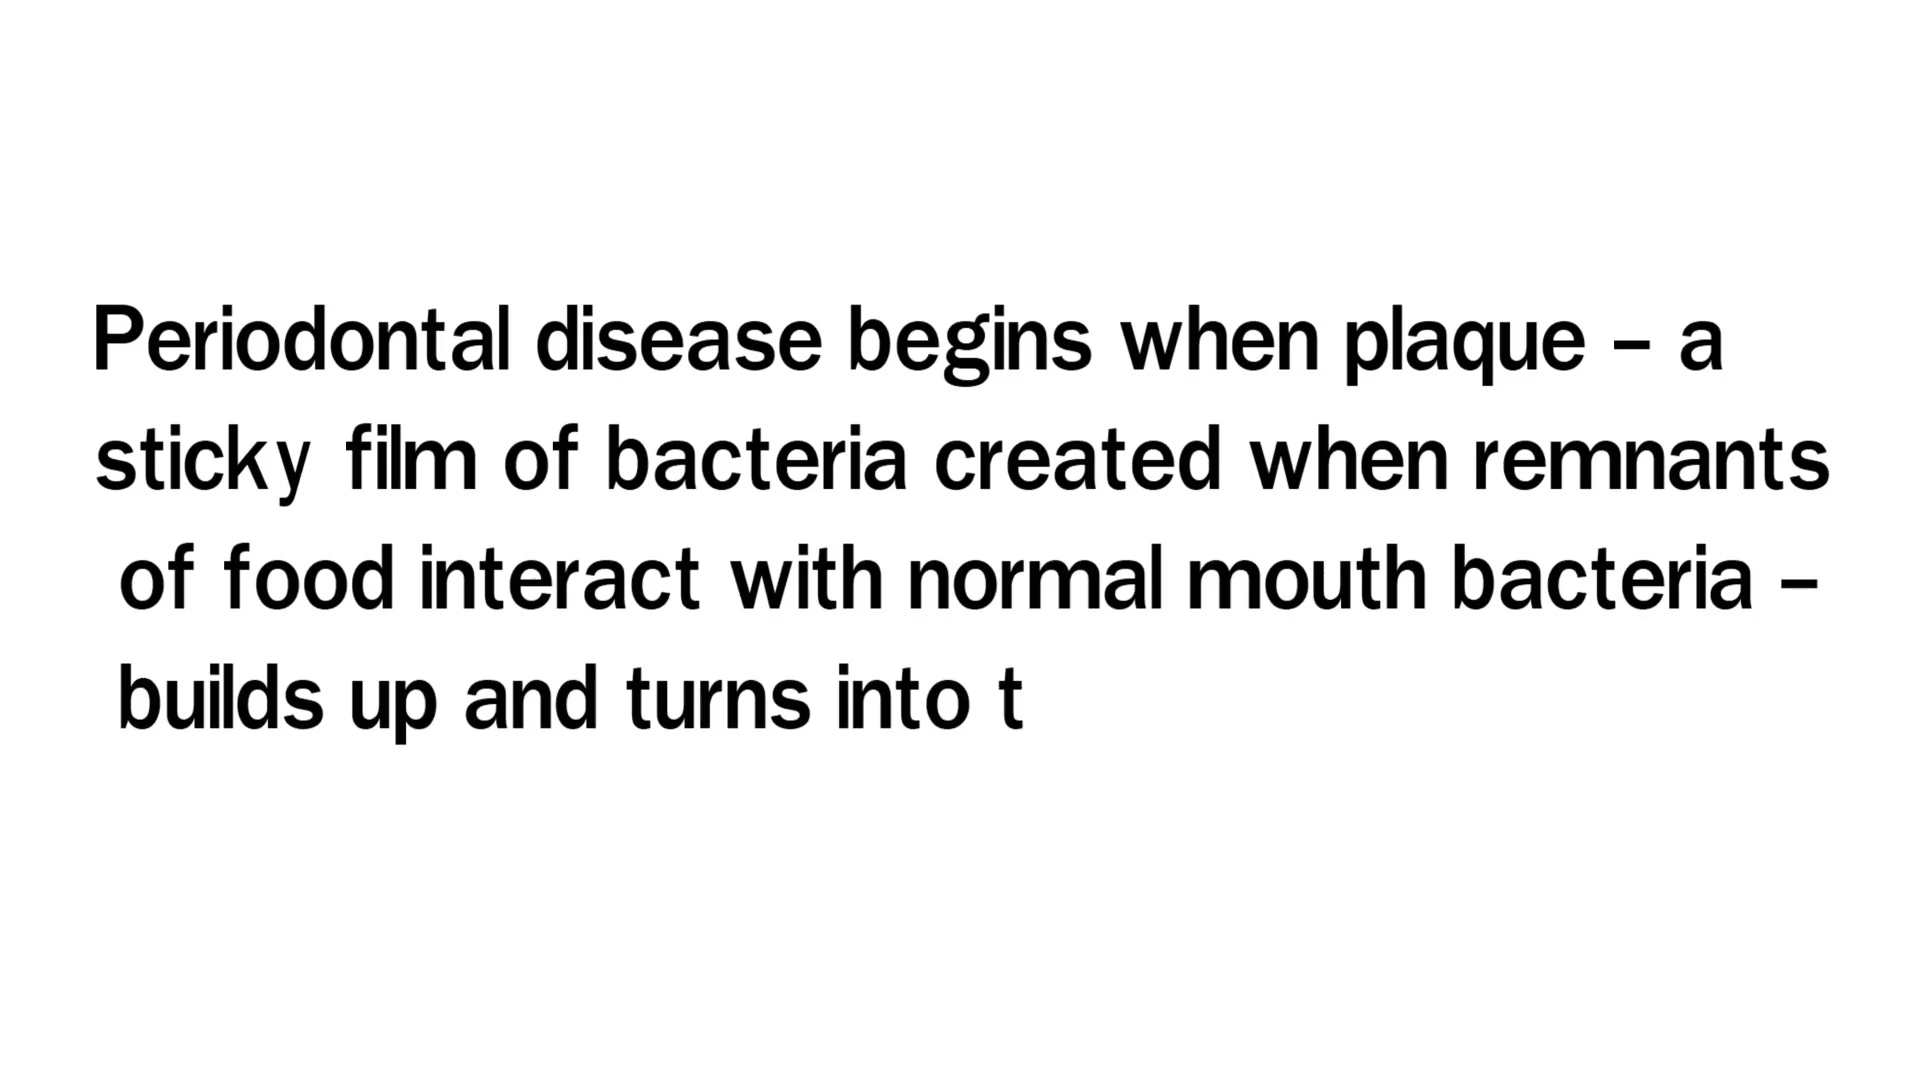 Periodontal disease begins when plaque – a
sticky film of bacteria created when remnants
of food interact with normal mouth bacteria –
builds up and turns into t